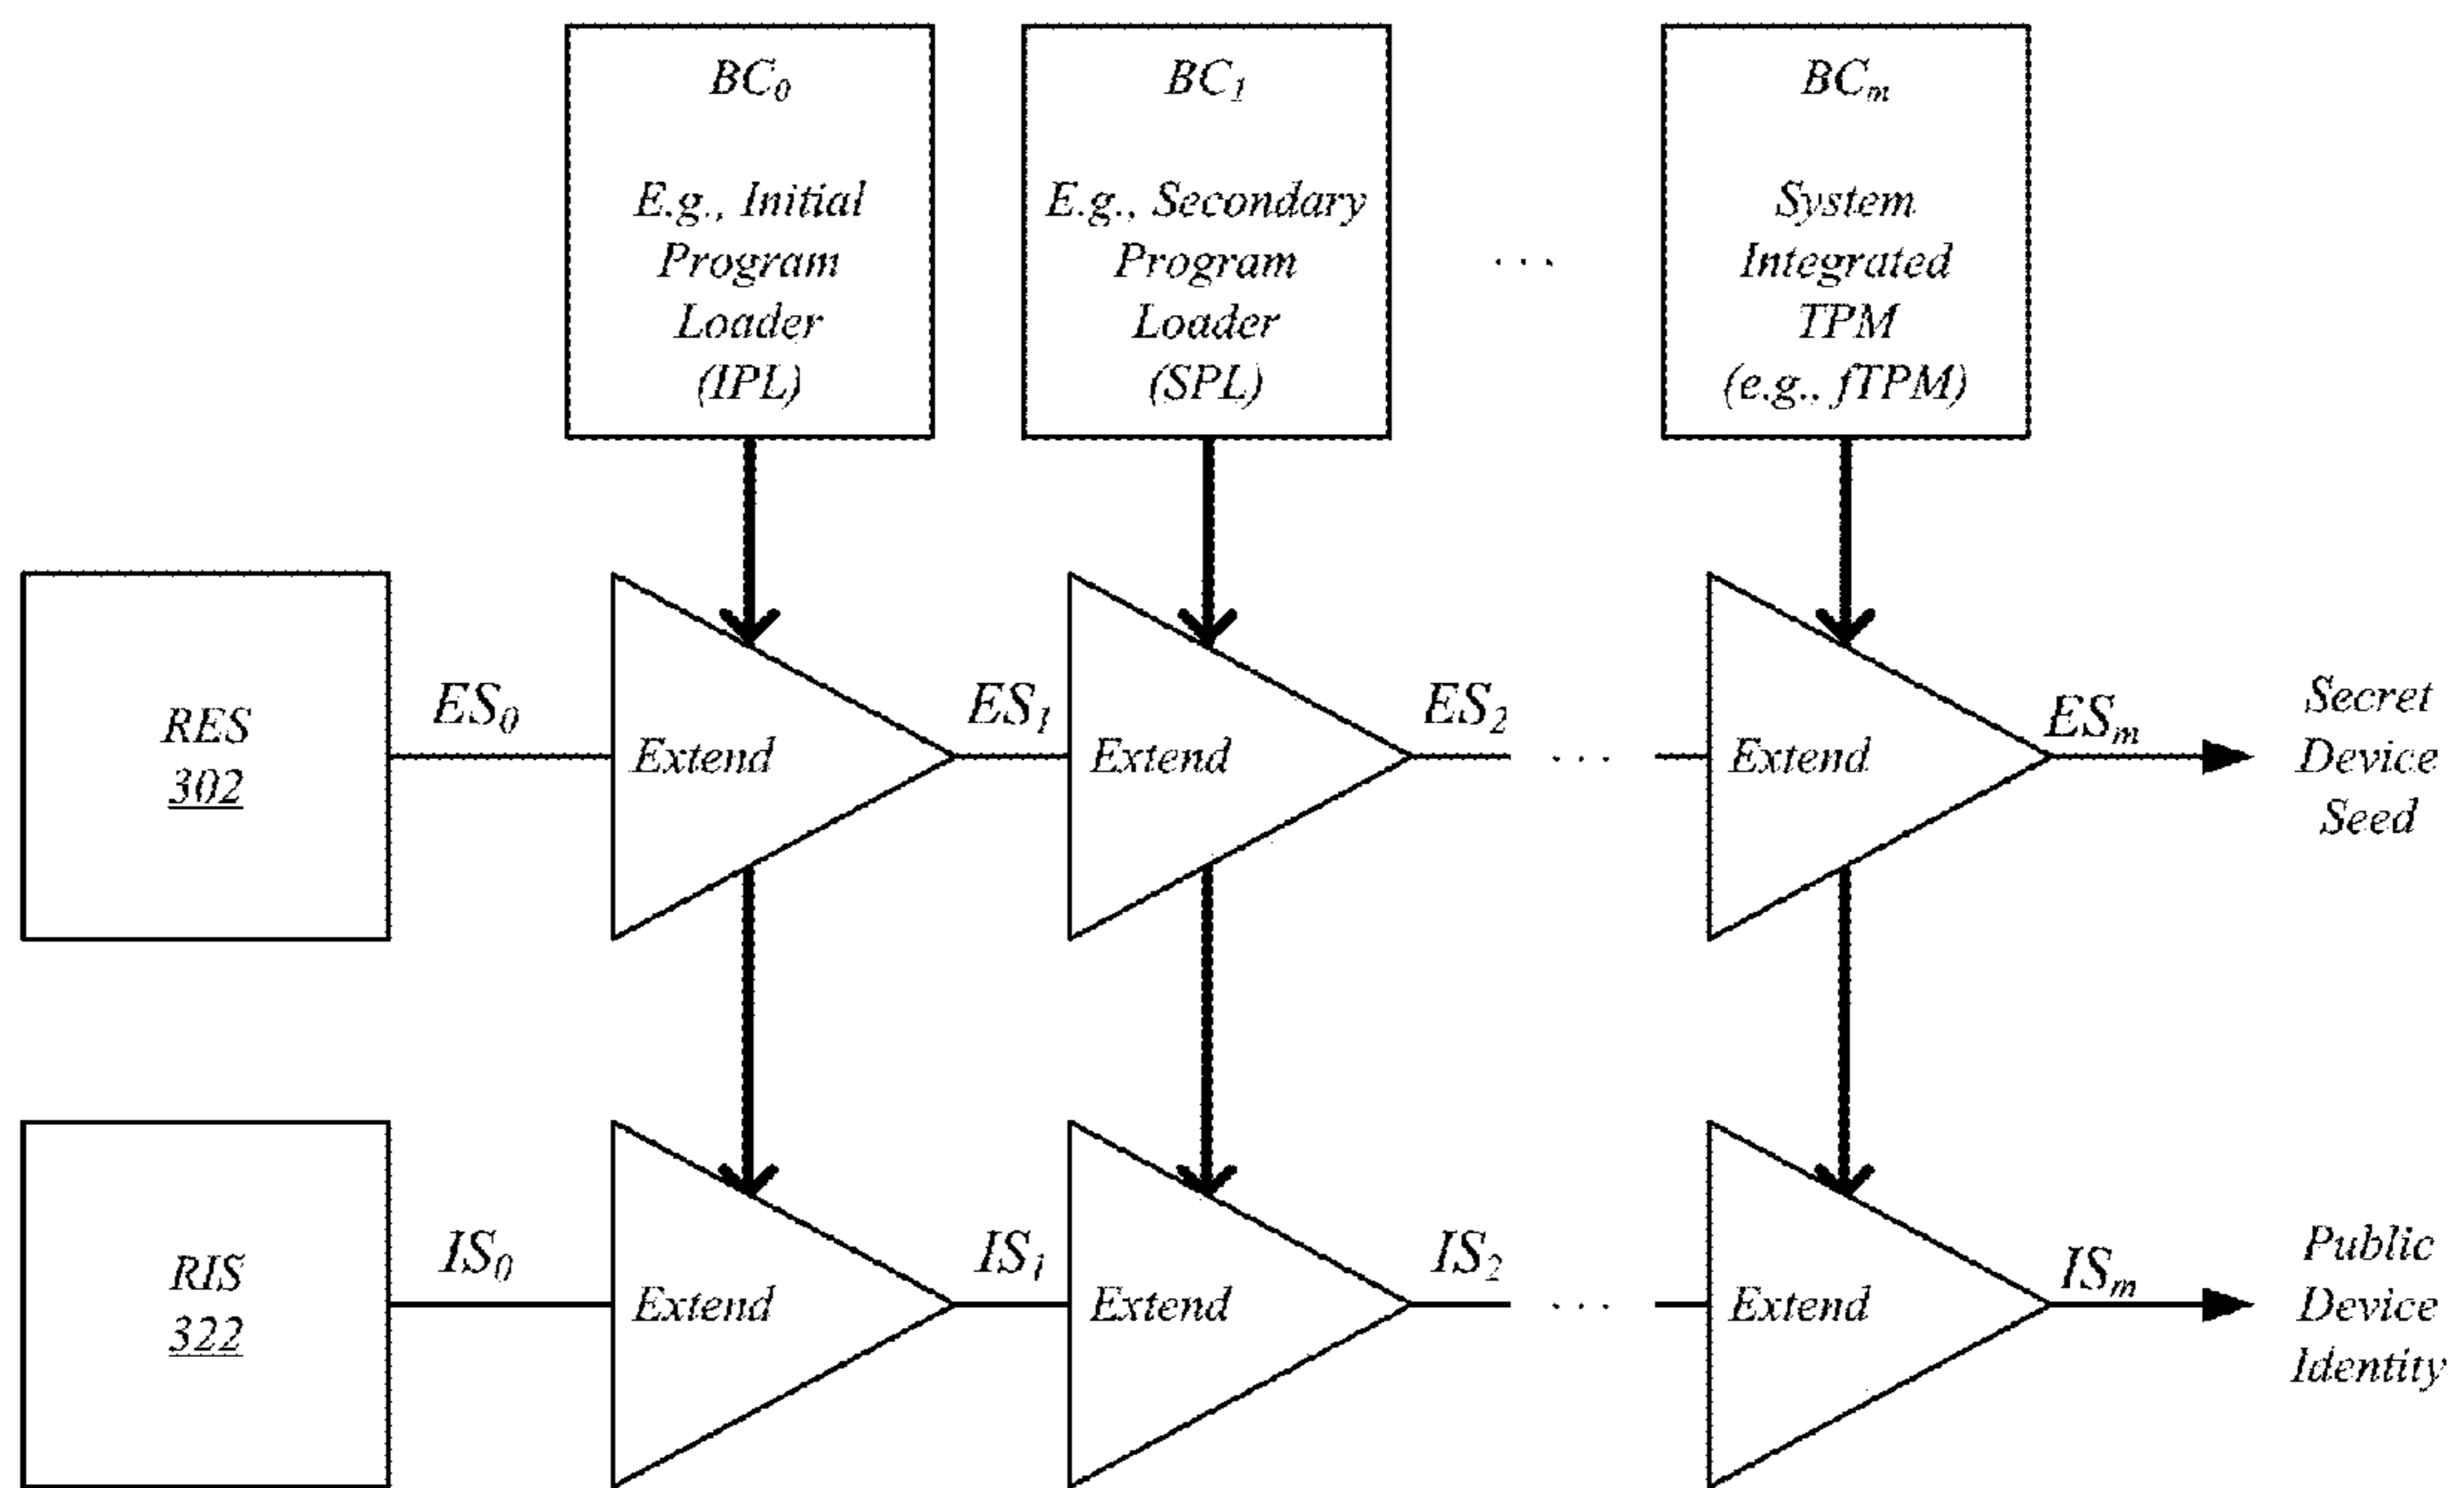 BC0
E.g., Initial
Program
Loader
(IPL)
BC1
E.g., Secondary
Program
Loader
(SPL)
. . .
BCm
System
Integrated
TPM
(e.g., fTPM)
RES
302
ES0
Extend
ES1
Extend
ES2
. . .
Extend
ESm
Secret
Device
Seed
RIS
322
IS0
Extend
IS1
Extend
IS2
. . .
Extend
ISm
Public
Device
Identity